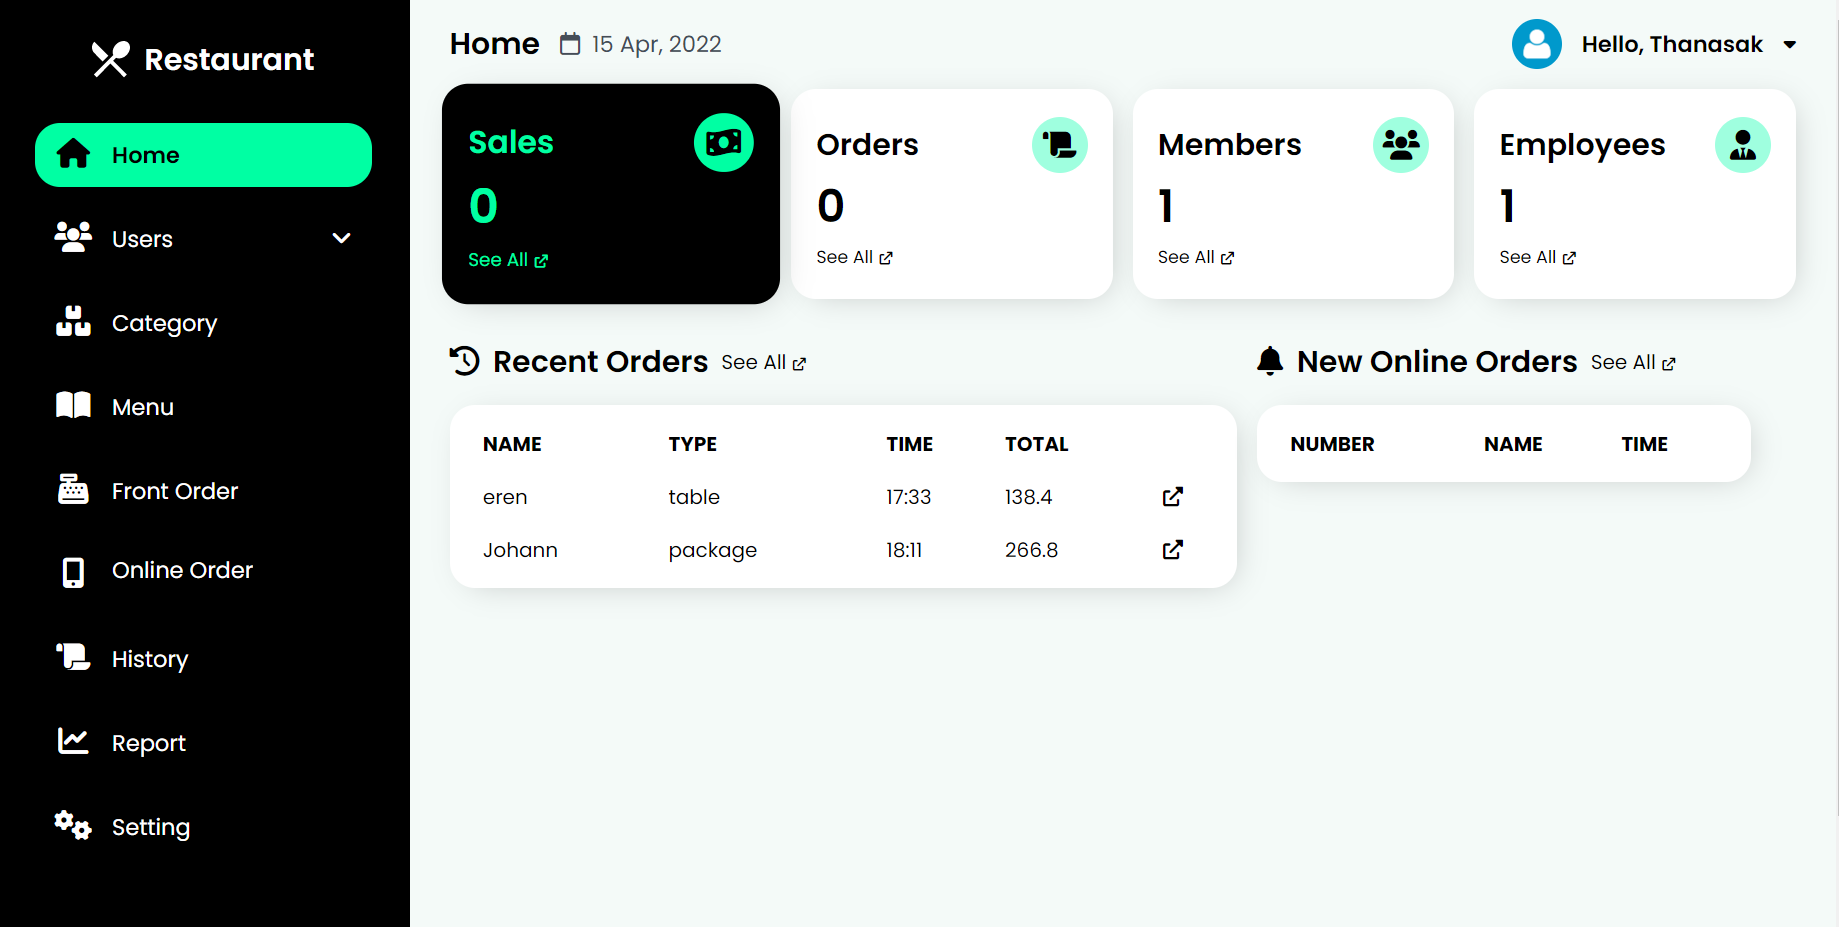 Restaurant
Home
Users
Category
Menu
Front Order
Online Order
History
Report
Setting
Home 15 Apr, 2022
Hello, Thanasak
Sales
0
See All
Orders
0
See All
Members
1
See All
Employees
1
See All
Recent Orders See All
NAME TYPE TIME TOTAL
eren table 17:33 138.4
Johann package 18:11 266.8
New Online Orders See All
NUMBER NAME TIME